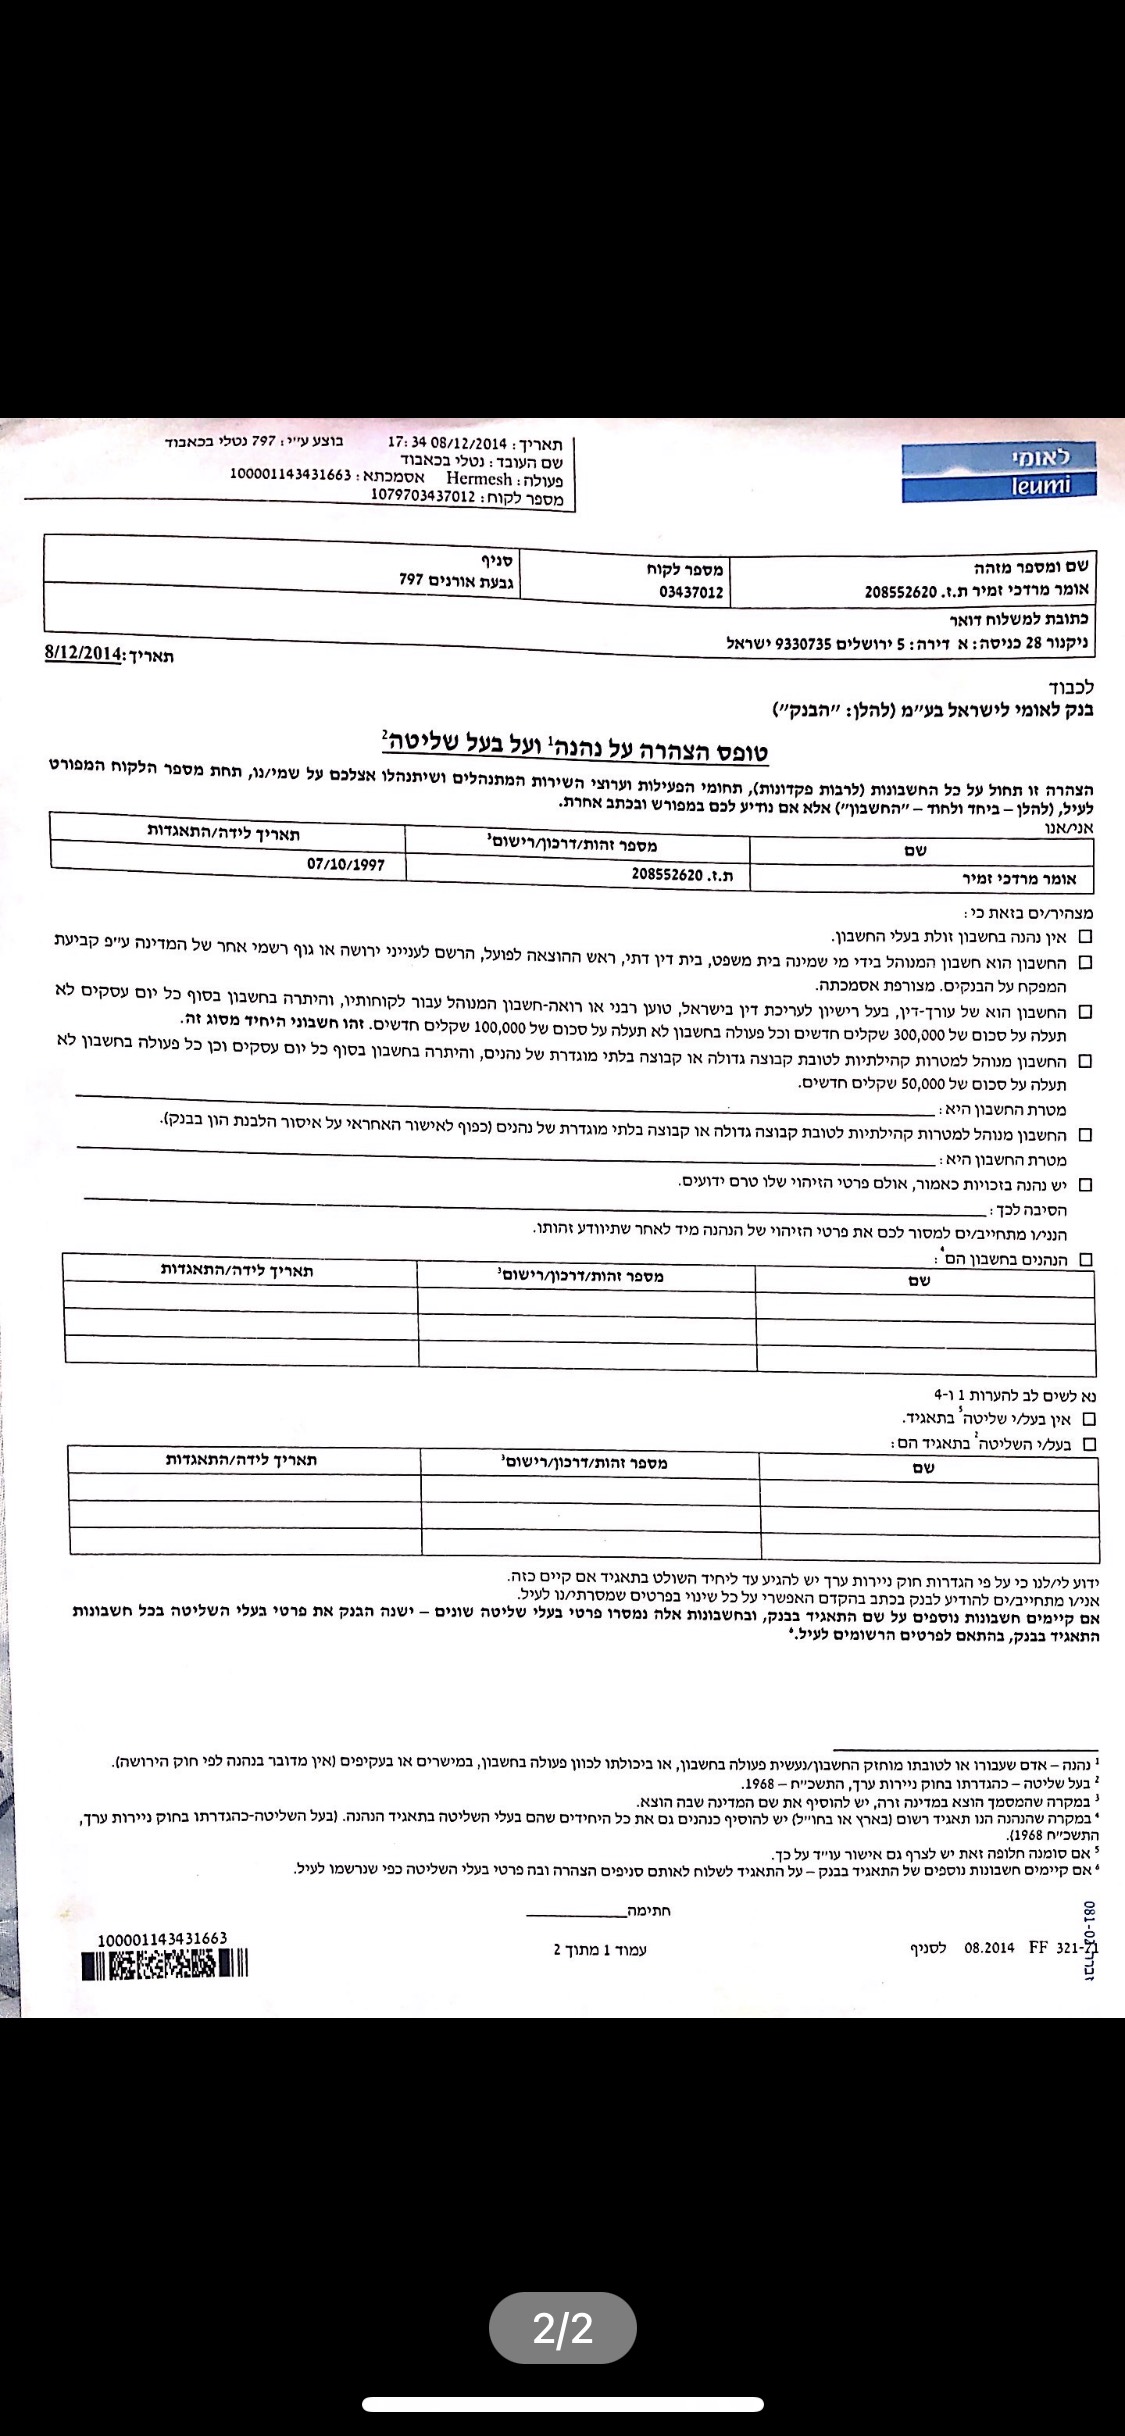 לאומי
leumi
תאריך: 08/12/2014 17:34 בוצע ע״י: 797 נטלי בכאבוד
שם העובד: נטלי בכאבוד
פעולה: Hermesh אסמכתא: 100001143431663
מספר לקוח: 1079703437012
שם ומספר מזהה מספר לקוח סניף
אומר מרדכי זמיר ת.ז. 208552620 03437012 גבעת אורנים 797
כתובת למשלוח דואר
ניקנור 28 כניסה: א דירה: 5 ירושלים 9330735 ישראל
תאריך: 8/12/2014
לכבוד
בנק לאומי לישראל בע״מ (להלן: ״הבנק״)
טופס הצהרה על נהנה¹ ועל בעל שליטה²
הצהרה זו תחול על כל החשבונות (לרבות פקדונות), תחומי הפעילות וערוצי השירות המתנהלים ושיתנהלו אצלכם על שמי/נו, תחת מספר הלקוח המפורט
לעיל, (להלן – ביחד ולחוד – ״החשבון״) אלא אם נודיע לכם במפורש ובכתב אחרת.
אני/אנו
שם מספר זהות/דרכון/רישום³ תאריך לידה/התאגדות
אומר מרדכי זמיר ת.ז. 208552620 07/10/1997
מצהיר/ים בזאת כי:
☐ אין נהנה בחשבון זולת בעלי החשבון.
☐ החשבון הוא חשבון המנוהל בידי מי שמינה בית משפט, בית דין דתי, ראש ההוצאה לפועל, הרשם לענייני ירושה או גוף רשמי אחר של המדינה ע״פ קביעת
המפקח על הבנקים. מצורפת אסמכתה.
☐ החשבון הוא של עורך-דין, בעל רישיון לעריכת דין בישראל, טוען רבני או רואה-חשבון המנוהל עבור לקוחותיו, והיתרה בחשבון בסוף כל יום עסקים לא
תעלה על סכום של 300,000 שקלים חדשים וכל פעולה בחשבון לא תעלה על סכום של 100,000 שקלים חדשים. זהו חשבוני היחיד מסוג זה.
☐ החשבון מנוהל למטרות קהילתיות לטובת קבוצה גדולה או קבוצה בלתי מוגדרת של נהנים, והיתרה בחשבון בסוף כל יום עסקים וכן כל פעולה בחשבון לא
תעלה על סכום של 50,000 שקלים חדשים.
מטרת החשבון היא:
☐ החשבון מנוהל למטרות קהילתיות לטובת קבוצה גדולה או קבוצה בלתי מוגדרת של נהנים (כפוף לאישור האחראי על איסור הלבנת הון בבנק).
מטרת החשבון היא:
☐ יש נהנה בזכויות כאמור, אולם פרטי הזיהוי שלו טרם ידועים.
הסיבה לכך:
הנני/ו מתחייב/ים למסור לכם את פרטי הזיהוי של הנהנה מיד לאחר שתיוודע זהותו.
☐ הנהנים בחשבון הם⁴:
שם מספר זהות/דרכון/רישום³ תאריך לידה/התאגדות
נא לשים לב להערות 1 ו-4
☐ אין בעל/י שליטה⁵ בתאגיד.
☐ בעל/י השליטה² בתאגיד הם:
שם מספר זהות/דרכון/רישום³ תאריך לידה/התאגדות
ידוע לי/לנו כי על פי הגדרות חוק ניירות ערך יש להגיע עד ליחיד השולט בתאגיד אם קיים כזה.
אני/ו מתחייב/ים להודיע לבנק בכתב בהקדם האפשרי על כל שינוי בפרטים שמסרתי/נו לעיל.
אם קיימים חשבונות נוספים על שם התאגיד בבנק, ובחשבונות אלה נמסרו פרטי בעלי שליטה שונים – ישנה הבנק את פרטי בעלי השליטה בכל חשבונות
התאגיד בבנק, בהתאם לפרטים הרשומים לעיל.⁶
¹ נהנה – אדם שעבורו או לטובתו מוחזק החשבון/נעשית פעולה בחשבון, או ביכולתו לכוון פעולה בחשבון, במישרים או בעקיפים (אין מדובר בנהנה לפי חוק הירושה).
² בעל שליטה – כהגדרתו בחוק ניירות ערך, התשכ״ח – 1968.
³ במקרה שהמסמך הוצא במדינה זרה, יש להוסיף את שם המדינה שבה הוצא.
⁴ במקרה שהנהנה הנו תאגיד רשום (בארץ או בחו״ל) יש להוסיף כנהנים גם את כל היחידים שהם בעלי השליטה בתאגיד הנהנה. (בעל השליטה-כהגדרתו בחוק ניירות ערך,
התשכ״ח 1968).
⁵ אם סומנה חלופה זאת יש לצרף גם אישור עו״ד על כך.
⁶ אם קיימים חשבונות נוספים של התאגיד בבנק – על התאגיד לשלוח לאותם סניפים הצהרה ובה פרטי בעלי השליטה כפי שנרשמו לעיל.
חתימה
100001143431663
עמוד 1 מתוך 2
321-71 FF 08.2014 לסניף
2/2